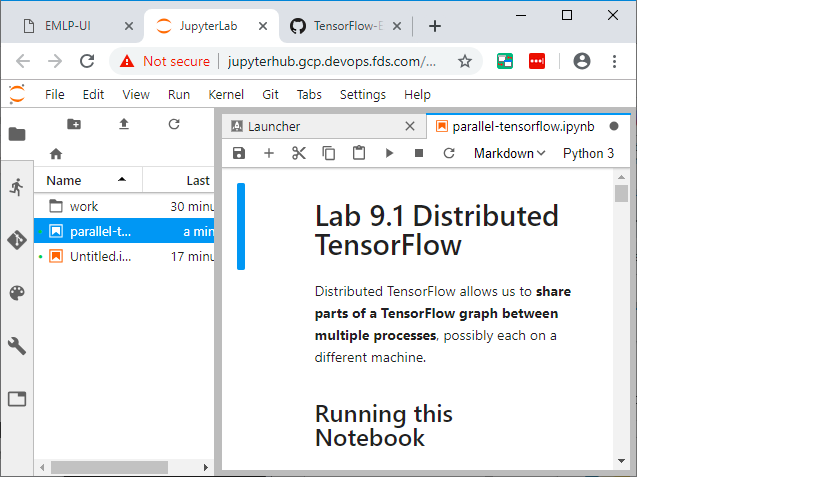 EMLP-UI JupyterLab TensorFlow-E
Not secure jupyterhub.gcp.devops.fds.com/...
File Edit View Run Kernel Git Tabs Settings Help
Launcher parallel-tensorflow.ipynb
Markdown Python 3
Name Last
work 30 minu
parallel-t... a min
Untitled.i... 17 minu
Lab 9.1 Distributed
TensorFlow
Distributed TensorFlow allows us to share
parts of a TensorFlow graph between
multiple processes, possibly each on a
different machine.
Running this
Notebook